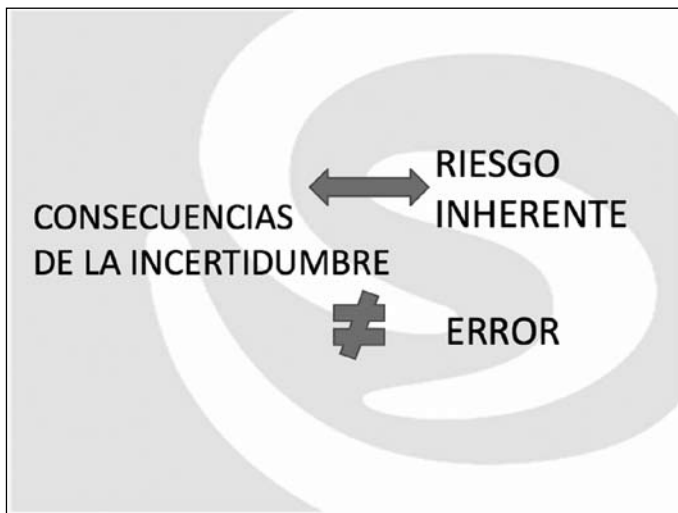 CONSECUENCIAS
DE LA INCERTIDUMBRE
RIESGO
INHERENTE
≠
ERROR